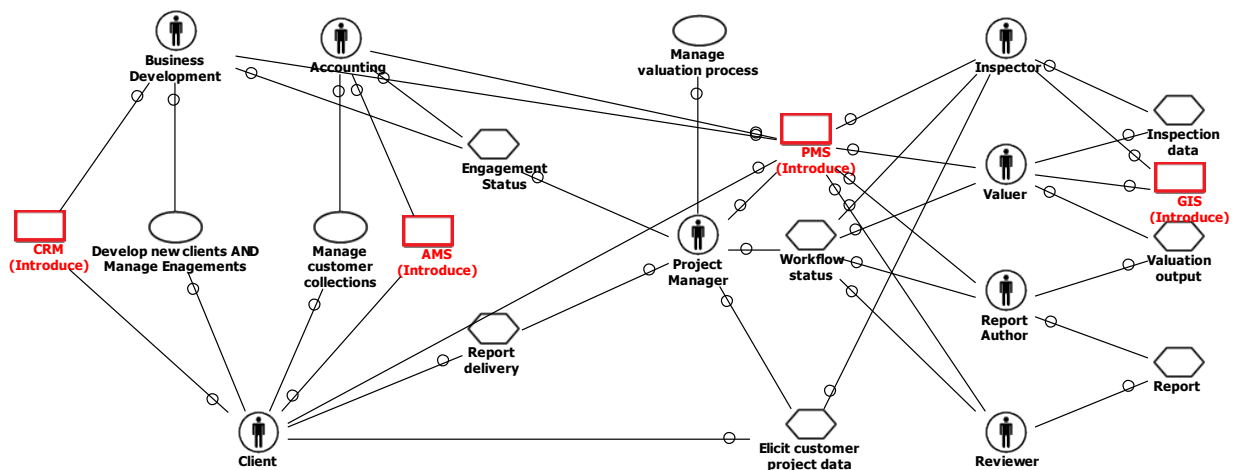 Business
Development
Accounting
Manage
valuation process
Inspector
Engagement
Status
PMS
(Introduce)
Inspection
data
Valuer
GIS
(Introduce)
CRM
(Introduce)
Develop new clients AND
Manage Enagements
Manage
customer
collections
AMS
(Introduce)
Project
Manager
Workflow
status
Valuation
output
Report
delivery
Report
Author
Report
Client
Elicit customer
project data
Reviewer